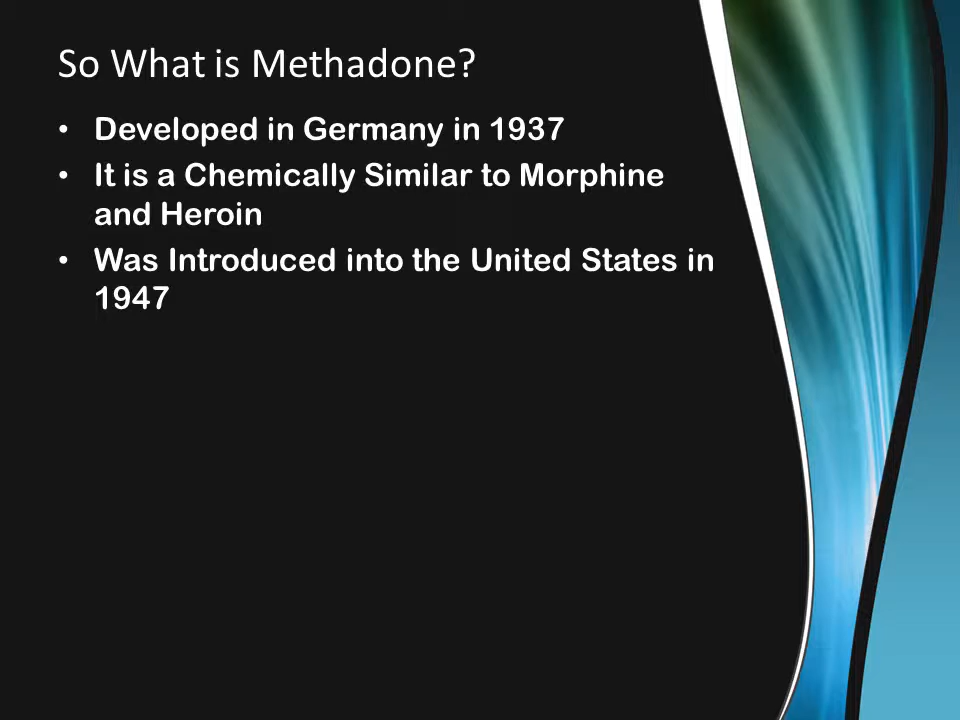 So What is Methadone?
• Developed in Germany in 1937
• It is a Chemically Similar to Morphine
and Heroin
• Was Introduced into the United States in
1947